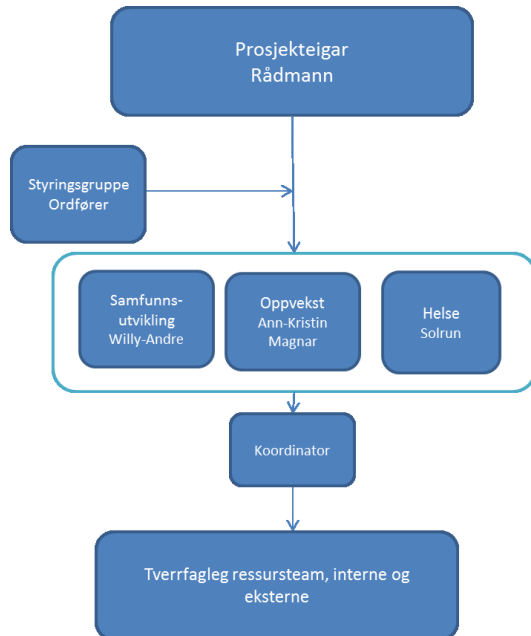 Prosjekteigar
Rådmann
Styringsgruppe
Ordfører
Samfunns-
utvikling
Willy-Andre
Oppvekst
Ann-Kristin
Magnar
Helse
Solrun
Koordinator
Tverrfagleg ressursteam, interne og
eksterne